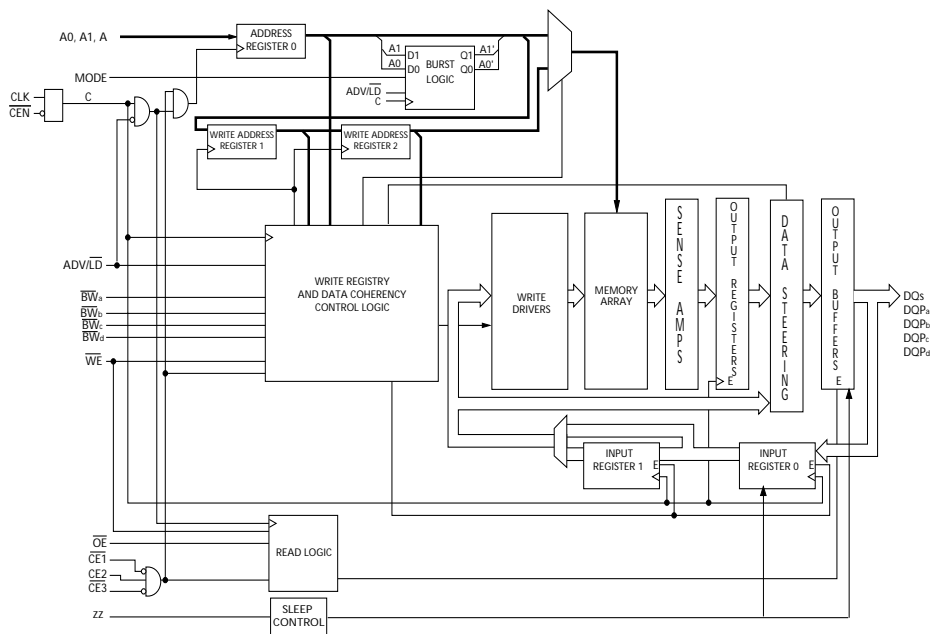 A0, A1, A
ADDRESS
REGISTER 0
A1
A0
D1
D0
BURST
LOGIC
Q1
Q0
A1'
A0'
MODE
ADV/LD
C
CLK
CEN
C
WRITE ADDRESS
REGISTER 1
WRITE ADDRESS
REGISTER 2
ADV/LD
BWa
BWb
BWc
BWd
WE
WRITE REGISTRY
AND DATA COHERENCY
CONTROL LOGIC
WRITE
DRIVERS
MEMORY
ARRAY
SENSE AMPS
OUTPUT REGISTERS
E
DATA STEERING
OUTPUT BUFFERS
E
DQs
DQPa
DQPb
DQPc
DQPd
INPUT
REGISTER 1
E
INPUT
REGISTER 0
E
OE
CE1
CE2
CE3
READ LOGIC
ZZ
SLEEP
CONTROL